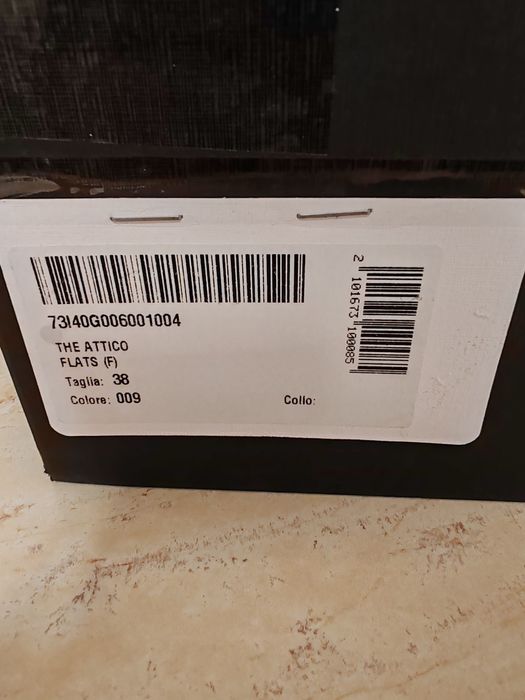 73I40G006001004
THE ATTICO
FLATS (F)
Taglia: 38
Colore: 009
Collo:
2 101673 100085